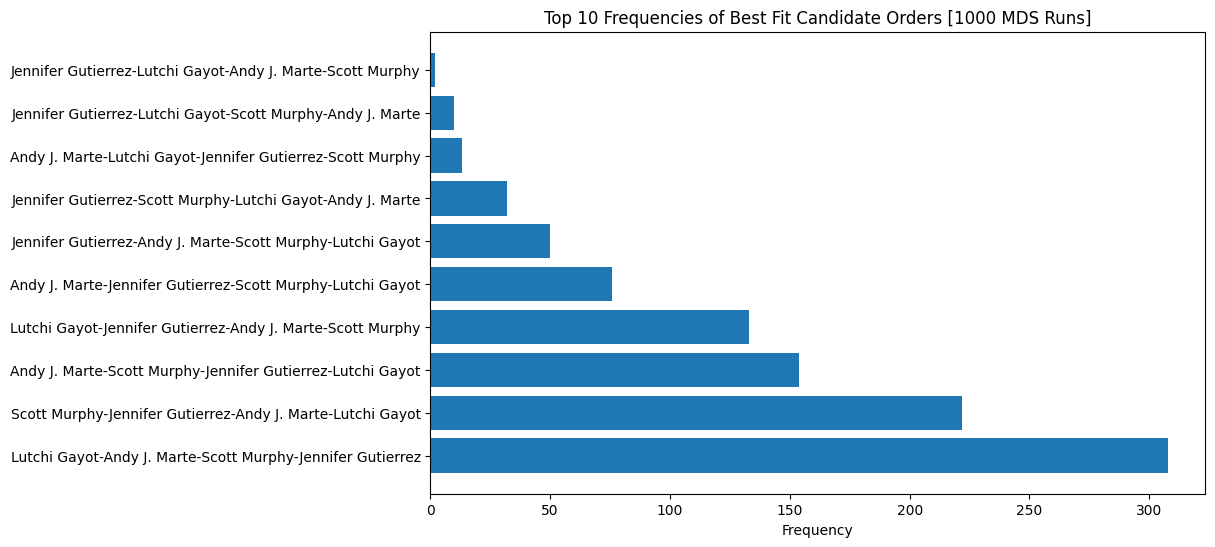 Top 10 Frequencies of Best Fit Candidate Orders [1000 MDS Runs]
Jennifer Gutierrez-Lutchi Gayot-Andy J. Marte-Scott Murphy
Jennifer Gutierrez-Lutchi Gayot-Scott Murphy-Andy J. Marte
Andy J. Marte-Lutchi Gayot-Jennifer Gutierrez-Scott Murphy
Jennifer Gutierrez-Scott Murphy-Lutchi Gayot-Andy J. Marte
Jennifer Gutierrez-Andy J. Marte-Scott Murphy-Lutchi Gayot
Andy J. Marte-Jennifer Gutierrez-Scott Murphy-Lutchi Gayot
Lutchi Gayot-Jennifer Gutierrez-Andy J. Marte-Scott Murphy
Andy J. Marte-Scott Murphy-Jennifer Gutierrez-Lutchi Gayot
Scott Murphy-Jennifer Gutierrez-Andy J. Marte-Lutchi Gayot
Lutchi Gayot-Andy J. Marte-Scott Murphy-Jennifer Gutierrez
0 50 100 150 200 250 300
Frequency